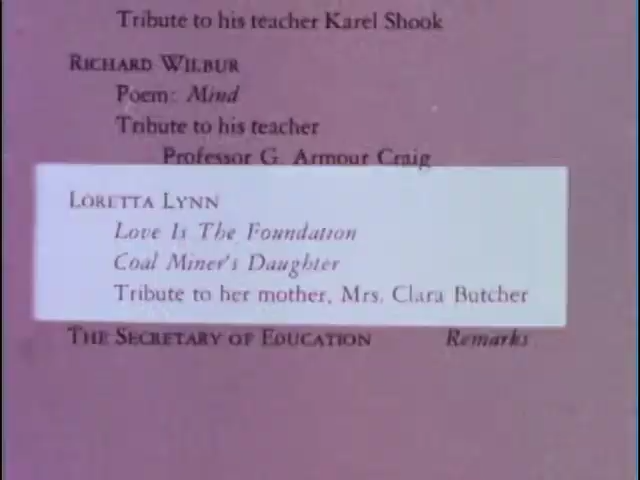 Tribute to his teacher Karel Shook
RICHARD WILBUR
Poem: Mind
Tribute to his teacher
Professor G. Armour Craig
LORETTA LYNN
Love Is The Foundation
Coal Miner's Daughter
Tribute to her mother, Mrs. Clara Butcher
THE SECRETARY OF EDUCATION Remarks